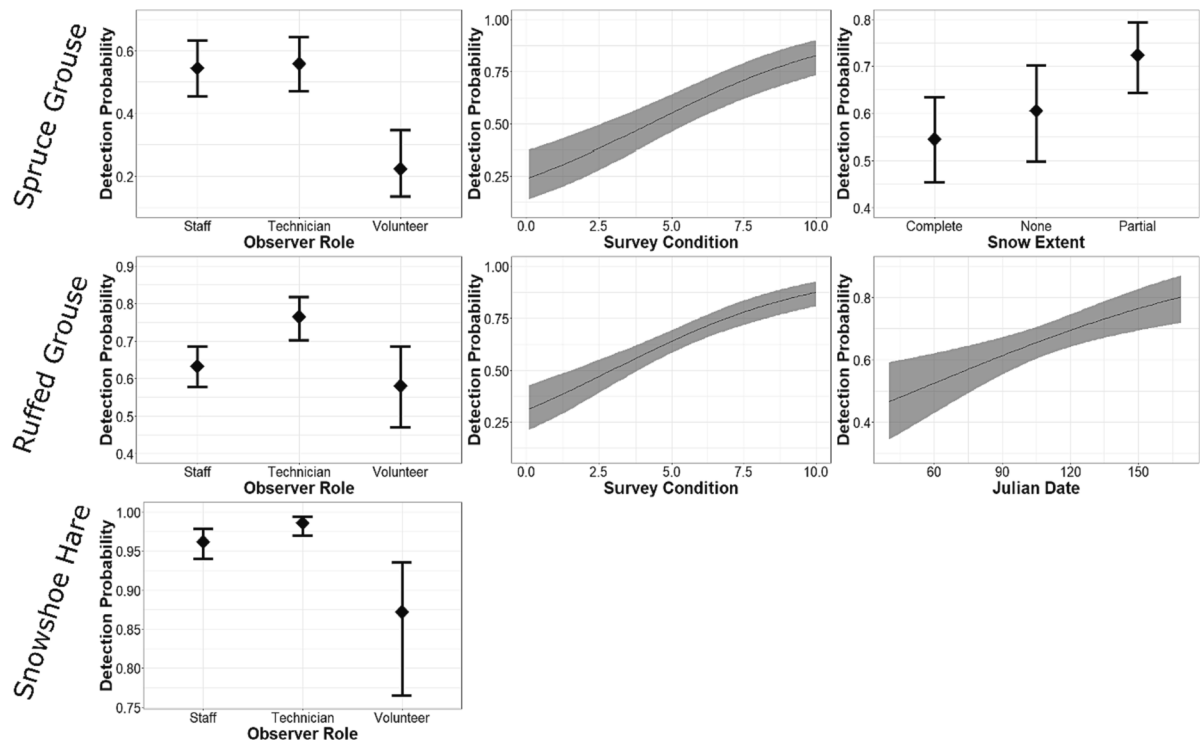 Spruce Grouse
Detection Probability
0.6
0.4
0.2
Staff Technician Volunteer
Observer Role
Detection Probability
1.00
0.75
0.50
0.25
0.0 2.5 5.0 7.5 10.0
Survey Condition
Detection Probability
0.8
0.7
0.6
0.5
0.4
Complete None Partial
Snow Extent
Ruffed Grouse
Detection Probability
0.9
0.8
0.7
0.6
0.5
0.4
Staff Technician Volunteer
Observer Role
Detection Probability
1.00
0.75
0.50
0.25
0.0 2.5 5.0 7.5 10.0
Survey Condition
Detection Probability
0.8
0.6
0.4
60 90 120 150
Julian Date
Snowshoe Hare
Detection Probability
1.00
0.95
0.90
0.85
0.80
0.75
Staff Technician Volunteer
Observer Role